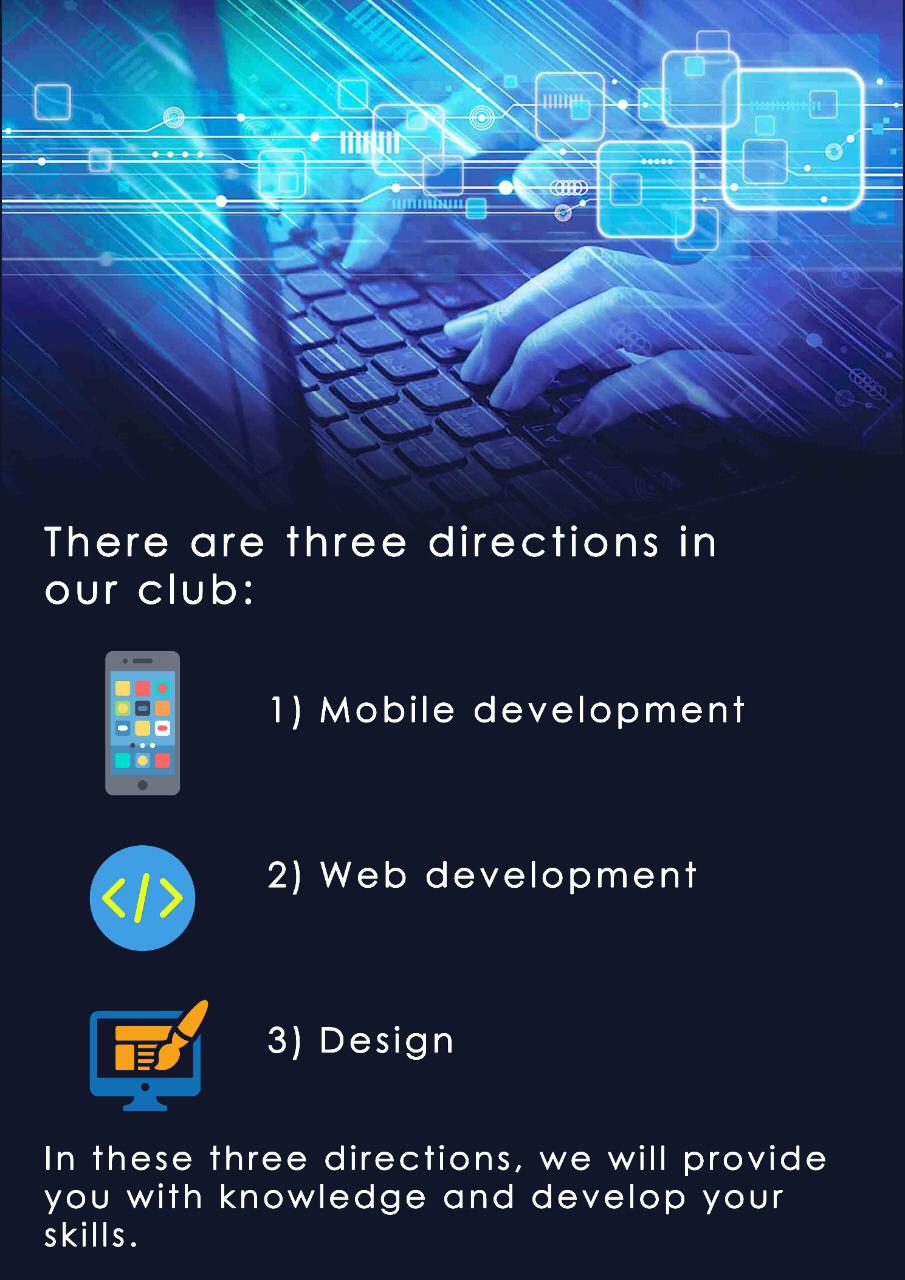 There are three directions in
our club:
1) Mobile development
</>
2) Web development
3) Design
In these three directions, we will provide
you with knowledge and develop your
skills.